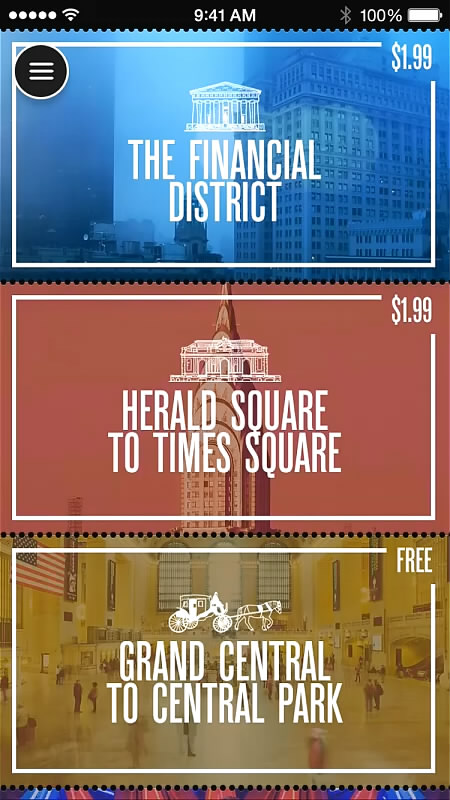 9:41 AM
100%
$1.99
THE FINANCIAL
DISTRICT
$1.99
HERALD SQUARE
TO TIMES SQUARE
FREE
GRAND CENTRAL
TO CENTRAL PARK